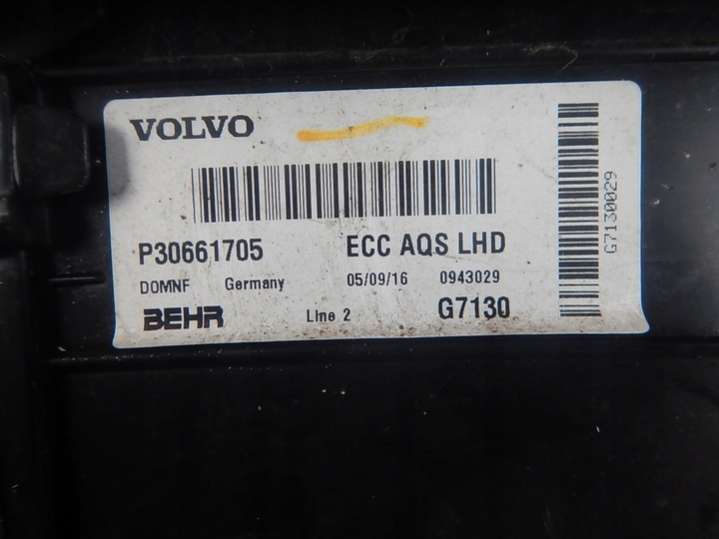 VOLVO
P30661705 ECC AQS LHD
DOMNF Germany 05/09/16 0943029
BEHR Line 2 G7130
G7130029